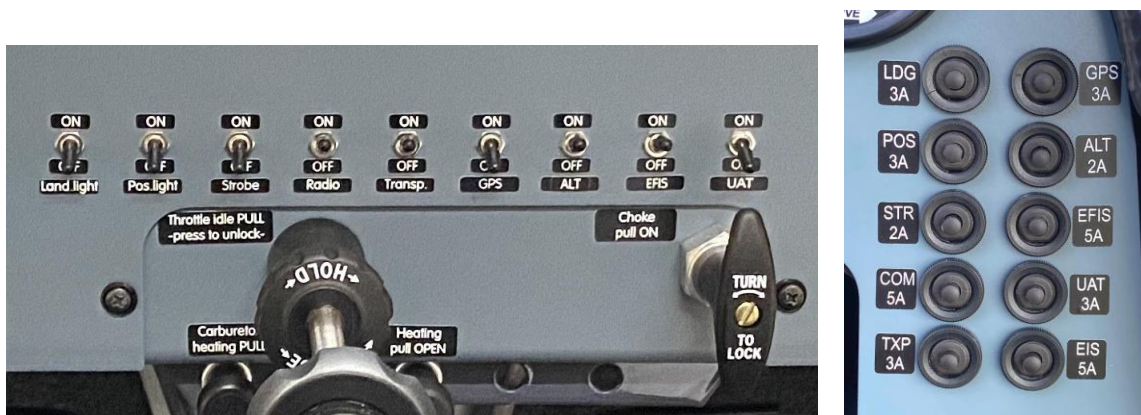 ON ON ON ON ON ON ON ON ON
OFF OFF OFF OFF OFF OFF OFF
Land.light Pos.light Strobe Radio Transp. GPS ALT EFIS UAT
Throttle idle PULL
-press to unlock-
Choke
pull ON
HOLD
TURN
TO
LOCK
Carbureto
heating PULL
Heating
pull OPEN
LDG
3A
GPS
3A
POS
3A
ALT
2A
STR
2A
EFIS
5A
COM
5A
UAT
3A
TXP
3A
EIS
5A